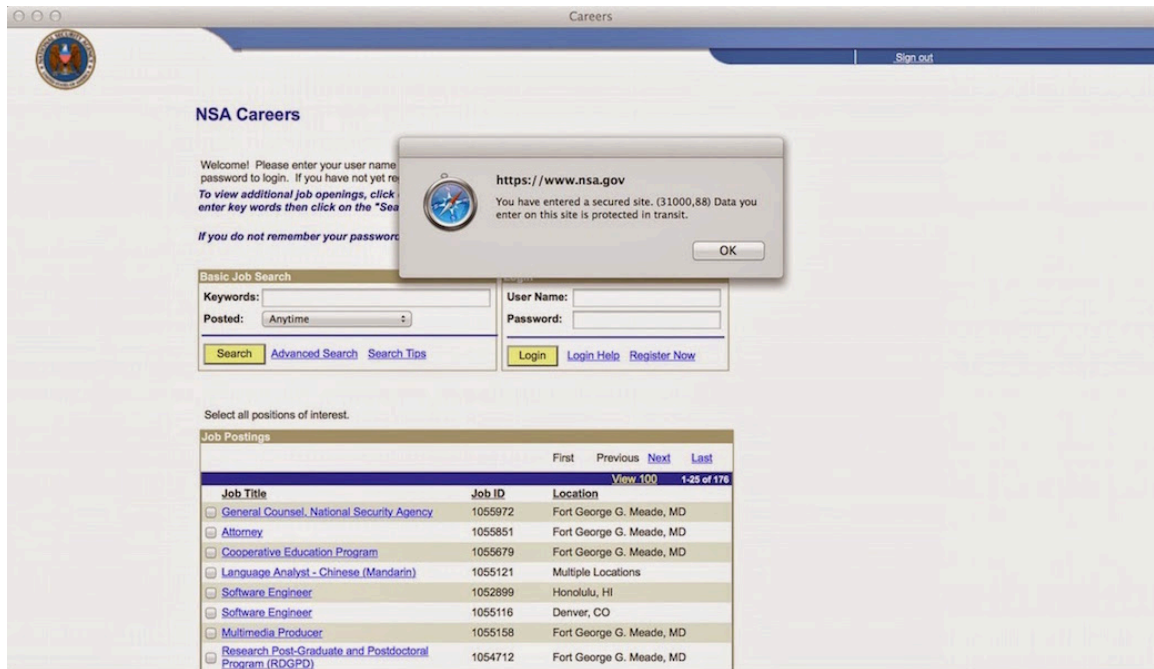 Careers
Sign out
NSA Careers
Welcome! Please enter your user name
password to login. If you have not yet re
To view additional job openings, click
enter key words then click on the "Sea
If you do not remember your password
https://www.nsa.gov
You have entered a secured site. (31000,88) Data you
enter on this site is protected in transit.
OK
Basic Job Search
Login
Keywords:
Posted: Anytime
Search Advanced Search Search Tips
User Name:
Password:
Login Login Help Register Now
Select all positions of interest.
Job Postings
First Previous Next Last
View 100 1-25 of 176
Job Title Job ID Location
General Counsel, National Security Agency 1055972 Fort George G. Meade, MD
Attorney 1055851 Fort George G. Meade, MD
Cooperative Education Program 1055679 Fort George G. Meade, MD
Language Analyst - Chinese (Mandarin) 1055121 Multiple Locations
Software Engineer 1052899 Honolulu, HI
Software Engineer 1055116 Denver, CO
Multimedia Producer 1055158 Fort George G. Meade, MD
Research Post-Graduate and Postdoctoral
Program (RDGPD) 1054712 Fort George G. Meade, MD